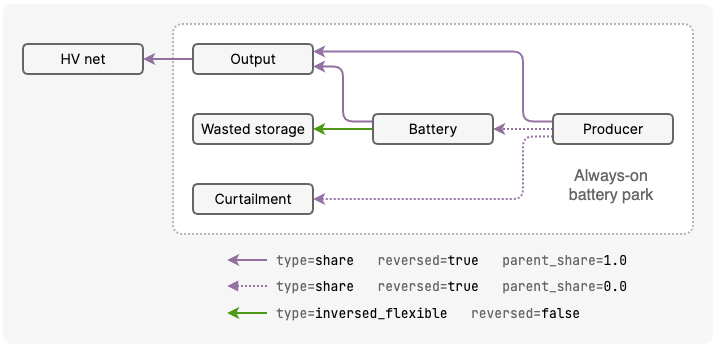 HV net
Output
Wasted storage
Battery
Producer
Curtailment
Always-on
battery park
type=share reversed=true parent_share=1.0
type=share reversed=true parent_share=0.0
type=inversed_flexible reversed=false